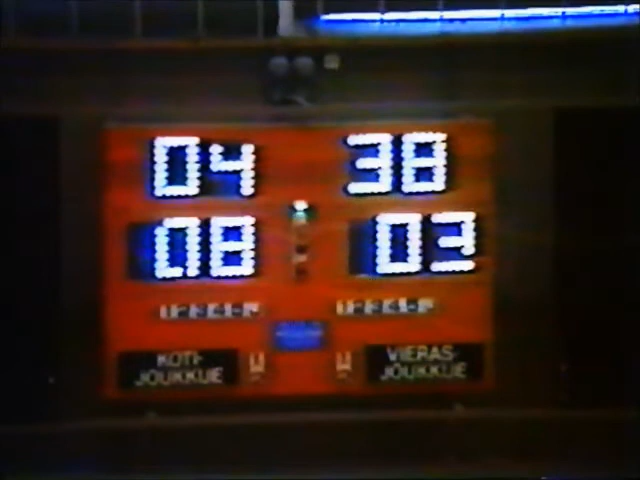 04 38
08 03
KOTI-
JOUKKUE
VIERAS-
JOUKKUE